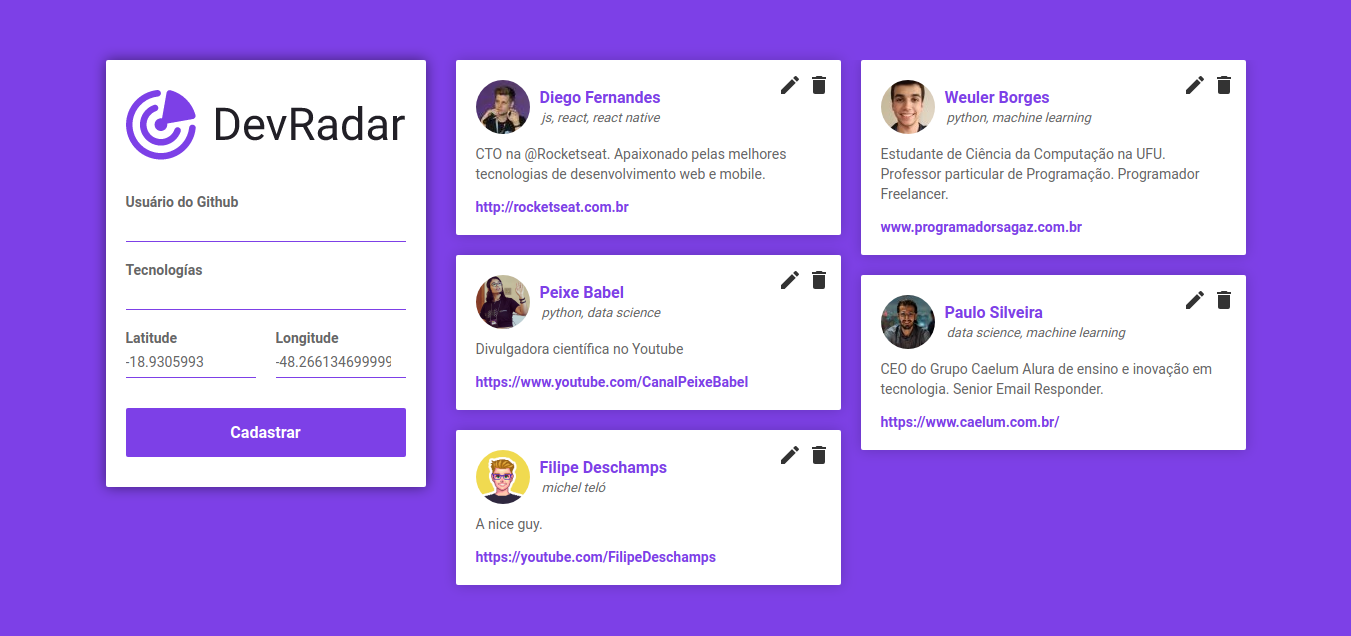 DevRadar
Usuário do Github
Tecnologías
Latitude
Longitude
-18.9305993
-48.266134699999
Cadastrar
Diego Fernandes
js, react, react native
CTO na @Rocketseat. Apaixonado pelas melhores
tecnologias de desenvolvimento web e mobile.
http://rocketseat.com.br
Peixe Babel
python, data science
Divulgadora científica no Youtube
https://www.youtube.com/CanalPeixeBabel
Filipe Deschamps
michel teló
A nice guy.
https://youtube.com/FilipeDeschamps
Weuler Borges
python, machine learning
Estudante de Ciência da Computação na UFU.
Professor particular de Programação. Programador
Freelancer.
www.programadorsagaz.com.br
Paulo Silveira
data science, machine learning
CEO do Grupo Caelum Alura de ensino e inovação em
tecnologia. Senior Email Responder.
https://www.caelum.com.br/